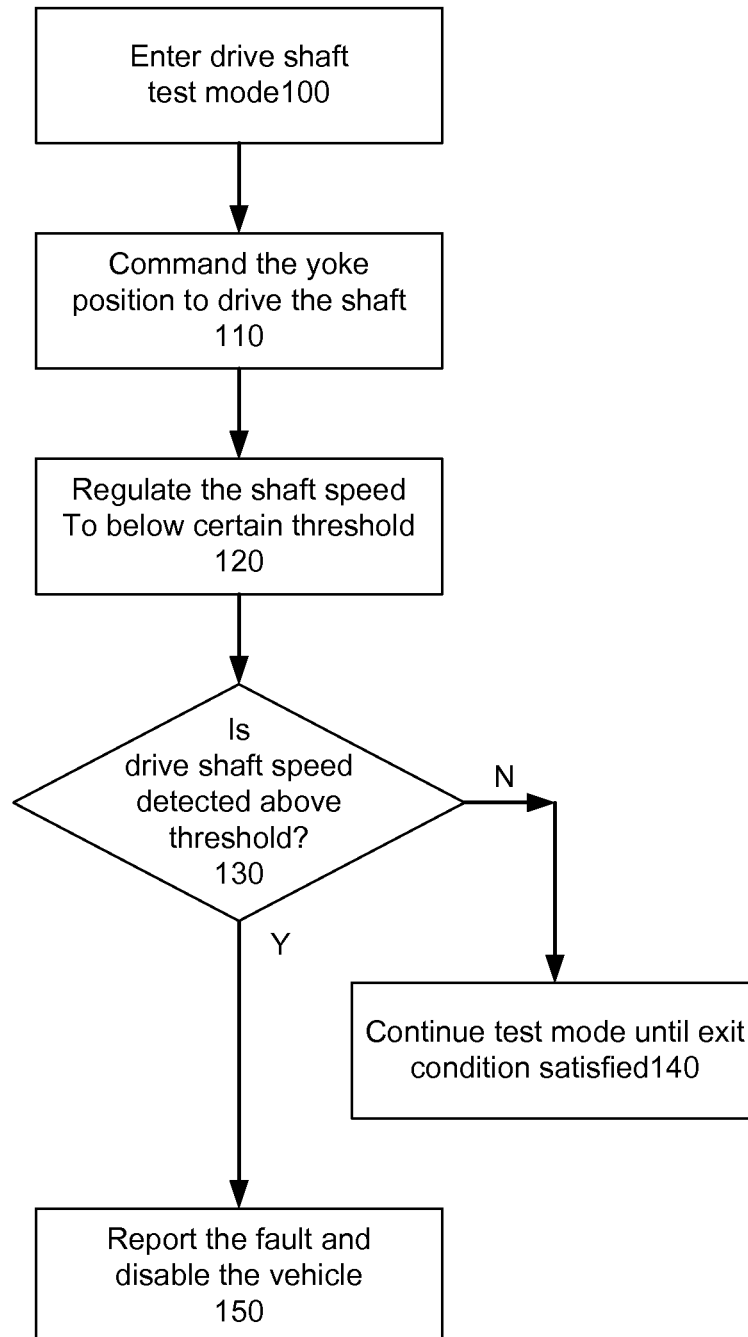 Enter drive shaft
test mode100
Command the yoke
position to drive the shaft
110
Regulate the shaft speed
To below certain threshold
120
Is
drive shaft speed
detected above
threshold?
130
N
Y
Continue test mode until exit
condition satisfied140
Report the fault and
disable the vehicle
150